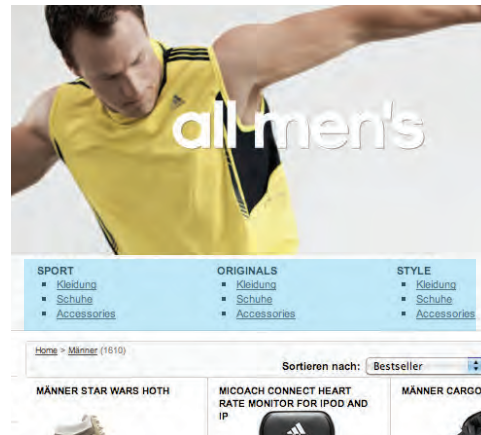 all men's
SPORT
Kleidung
Schuhe
Accessories
ORIGINALS
Kleidung
Schuhe
Accessories
STYLE
Kleidung
Schuhe
Accessories
Home > Männer (1610)
Sortieren nach: Bestseller
MÄNNER STAR WARS HOTH
MICOACH CONNECT HEART
RATE MONITOR FOR IPOD AND
IP
MÄNNER CARGO